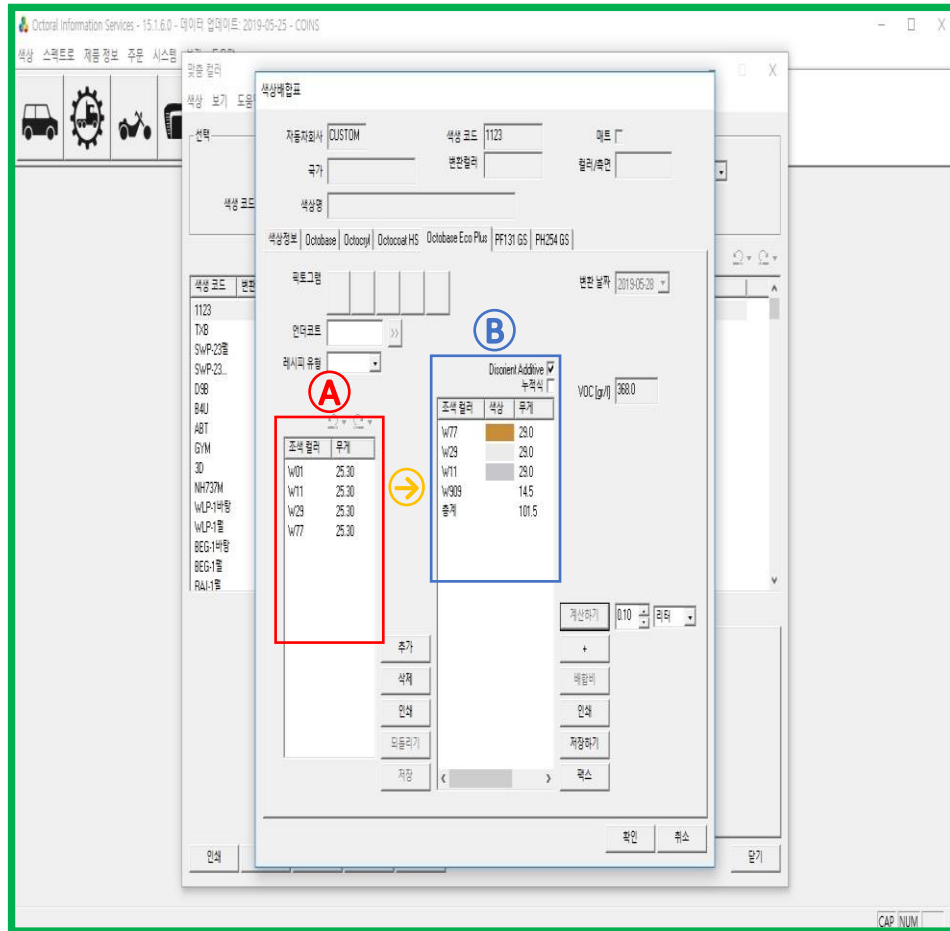 Octoral Information Services - 15.1.6.0 - 데이터 업데이트: 2019-05-25 - COINS
색상 스펙트로 제품 정보 주문 시스템
맞춤 컬러
색상 보기 도움
선택
색생 코드
색생 코드 변환
1123
TXB
SWP-23펄
SWP-23...
D9B
B4U
ABT
GYM
3D
NH737M
WLP-1바탕
WLP-1펄
BEG-1바탕
BEG-1펄
인쇄
닫기
색상배합표
자동차회사 CUSTOM 색생 코드 1123 매트
국가 변환컬러 컬러/측면
색상명
색상정보 Octobase Octocryl Octocoat HS Octobase Eco Plus PF131 GS PH254 GS
픽토그램 변환 날짜 2019-05-28
언더코트 >>
레시피 유형
A
조색 컬러 무게
W01 25.30
W11 25.30
W29 25.30
W77 25.30
추가
삭제
인쇄
되돌리기
저장
B
Disorient Additive
누적식
VOC [gr/l] 368.0
조색 컬러 색상 무게
W77 29.0
W29 29.0
W11 29.0
W909 14.5
총계 101.5
계산하기 0.10 리터
+
배합비
인쇄
저장하기
팩스
확인 취소
CAP NUM